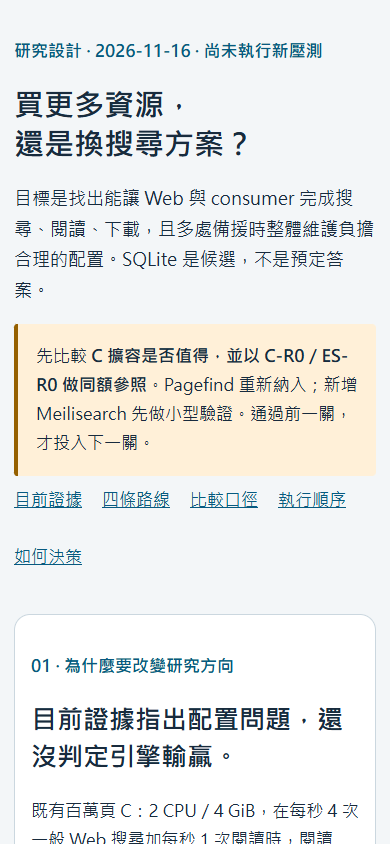 研究設計 · 2026-11-16 · 尚未執行新壓測
買更多資源，
還是換搜尋方案？
目標是找出能讓 Web 與 consumer 完成搜
尋、閱讀、下載，且多處備援時整體維護負擔
合理的配置。SQLite 是候選，不是預定答
案。
先比較 C 擴容是否值得，並以 C-R0 / ES-
R0 做同額參照。Pagefind 重新納入；新增
Meilisearch 先做小型驗證。通過前一關，
才投入下一關。
目前證據 四條路線 比較口徑 執行順序
如何決策
01 · 為什麼要改變研究方向
目前證據指出配置問題，還
沒判定引擎輸贏。
既有百萬頁 C：2 CPU / 4 GiB，在每秒 4 次
一般 Web 搜尋加每秒 1 次閱讀時，閱讀